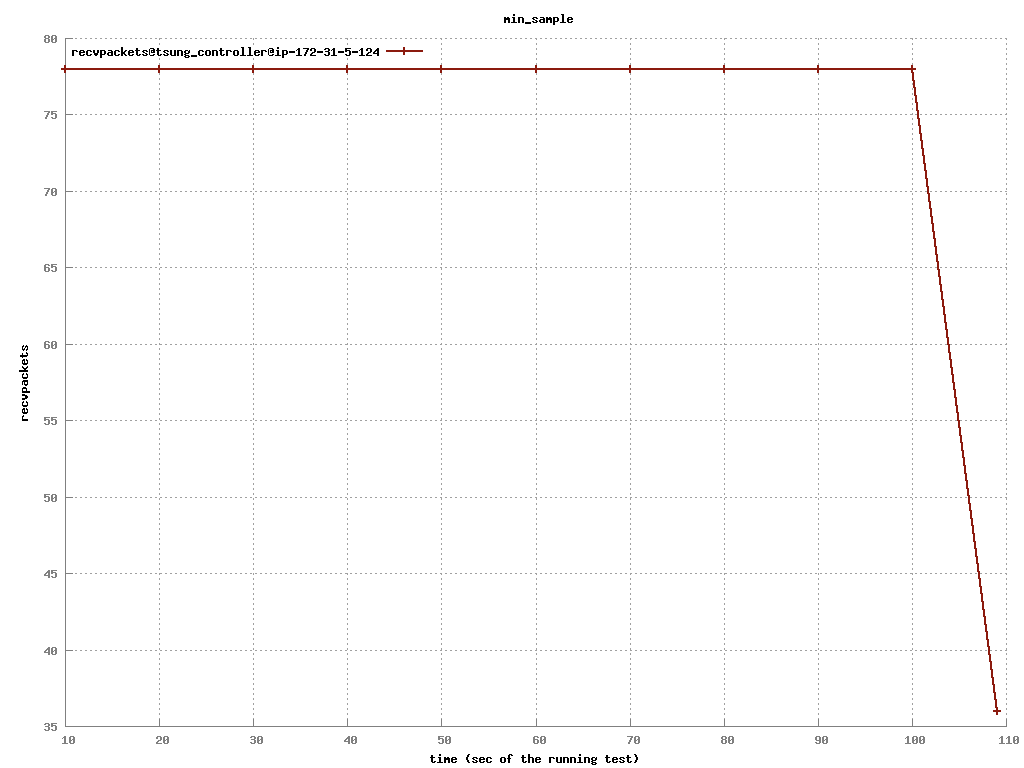 min_sample
80
recvpackets@tsung_controller@ip-172-31-5-124
75
70
65
60
recvpackets
55
50
45
40
35
10 20 30 40 50 60 70 80 90 100 110
time (sec of the running test)